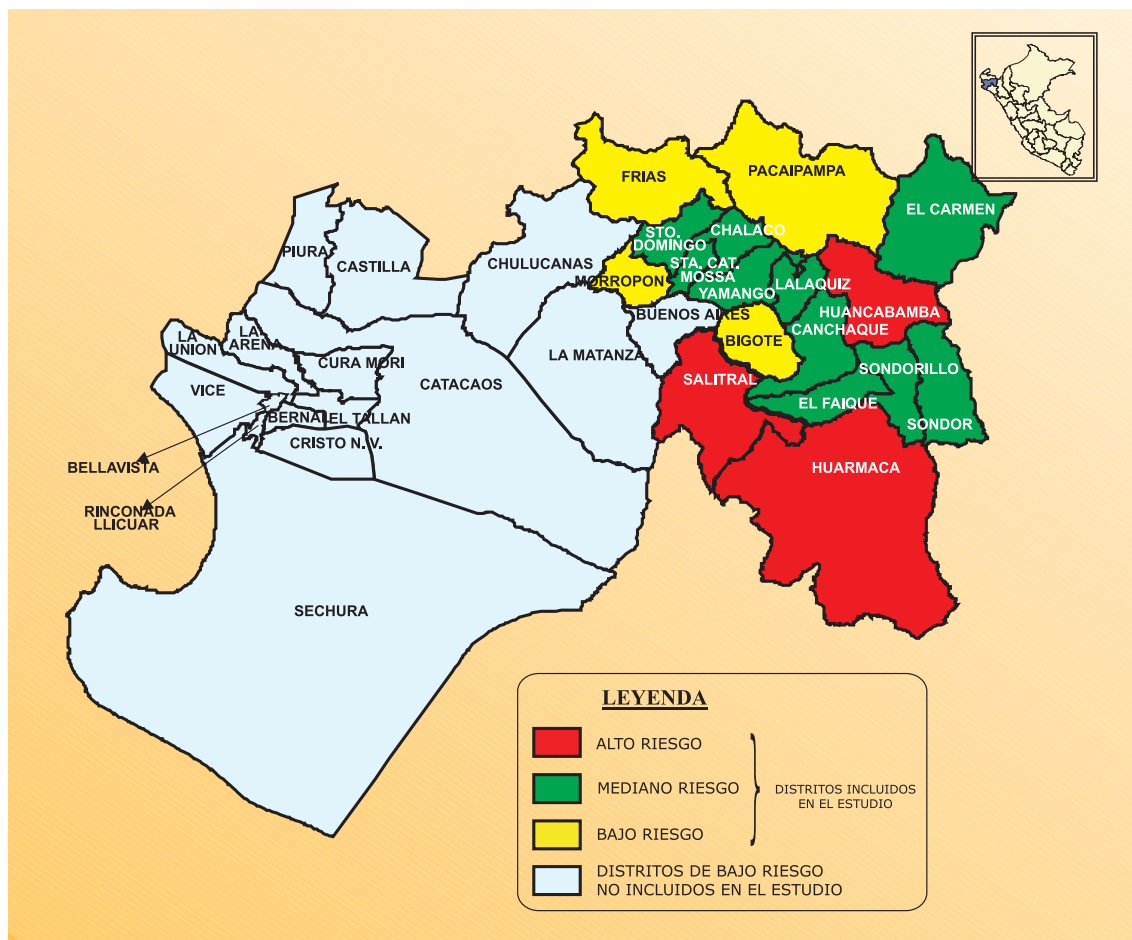 FRIAS
PACAIPAMPA
EL CARMEN
STO.
DOMINGO
CHALACO
PIURA
CASTILLA
CHULUCANAS
STA. CAT.
MOSSA
MORROPON
YAMANGO
LALAQUIZ
BUENOS AIRES
HUANCABAMBA
CANCHAQUE
BIGOTE
LA
UNION
LA
ARENA
CURA MORI
LA MATANZA
SONDORILLO
VICE
CATACAOS
SALITRAL
EL FAIQUE
BERNAL
EL TALLAN
SONDOR
CRISTO N.V.
BELLAVISTA
HUARMACA
RINCONADA
LLICUAR
SECHURA
LEYENDA
ALTO RIESGO
MEDIANO RIESGO
BAJO RIESGO
DISTRITOS INCLUIDOS
EN EL ESTUDIO
DISTRITOS DE BAJO RIESGO
NO INCLUIDOS EN EL ESTUDIO